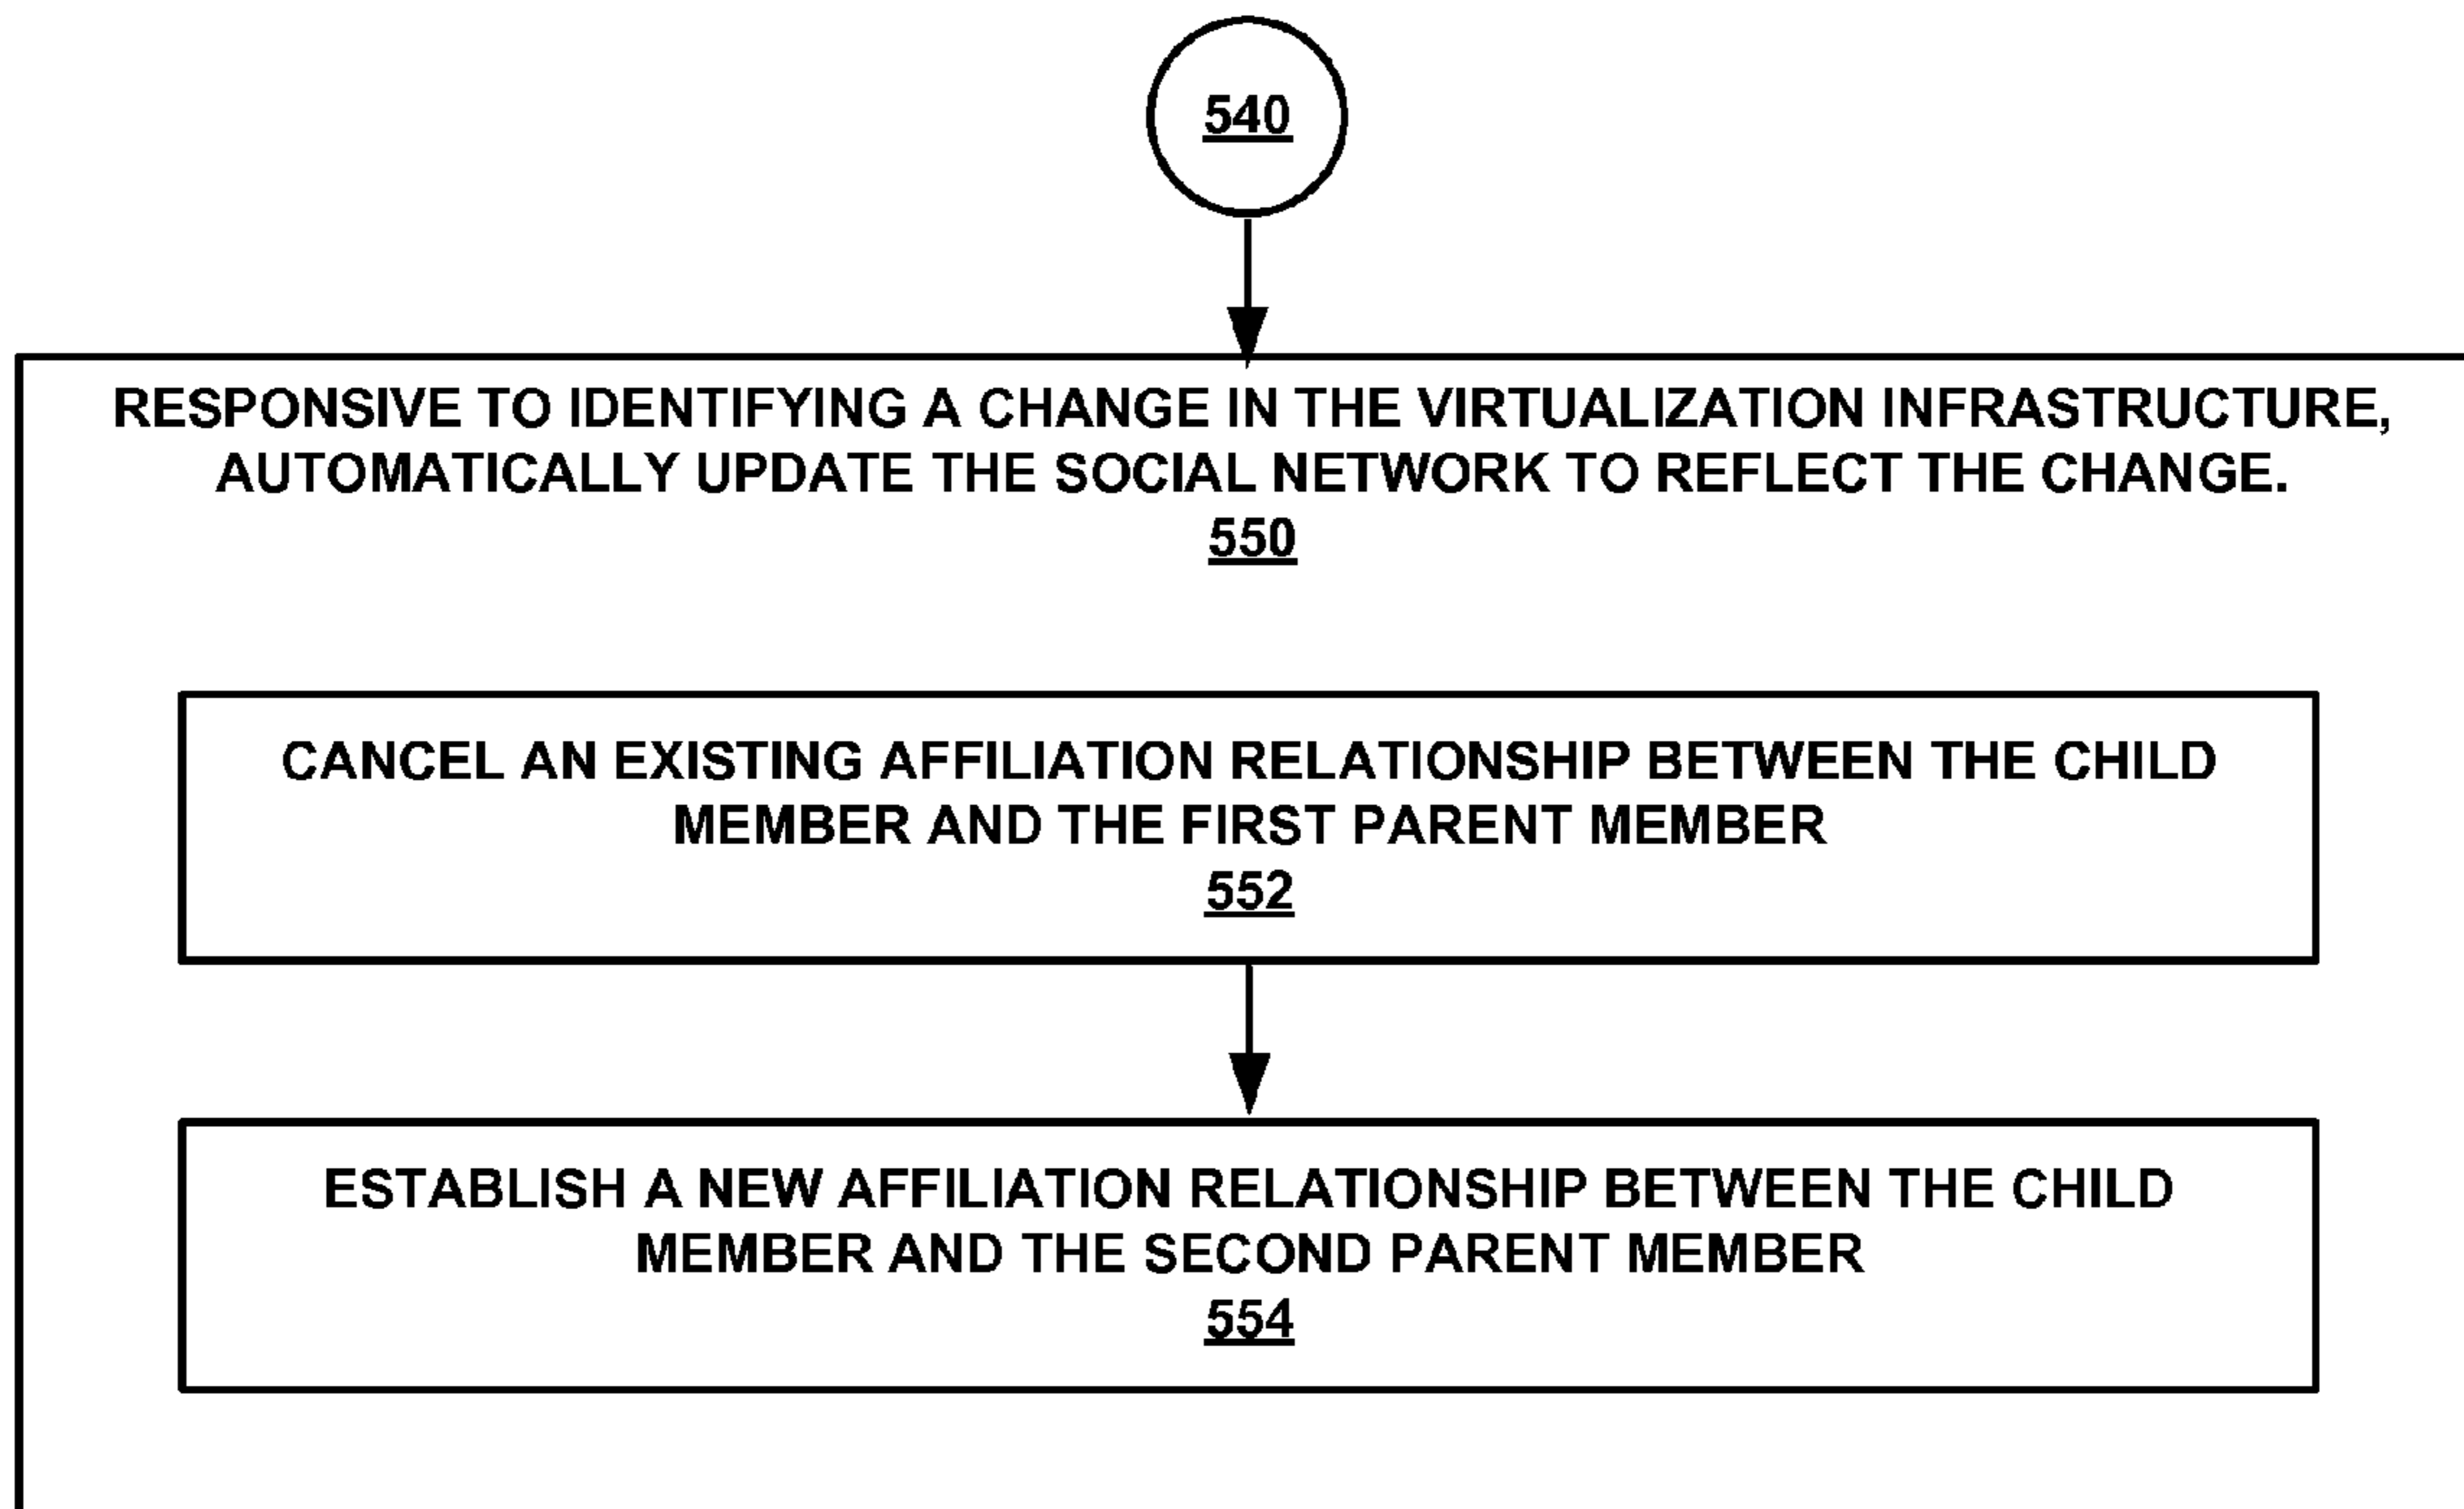 540
RESPONSIVE TO IDENTIFYING A CHANGE IN THE VIRTUALIZATION INFRASTRUCTURE,
AUTOMATICALLY UPDATE THE SOCIAL NETWORK TO REFLECT THE CHANGE.
550
CANCEL AN EXISTING AFFILIATION RELATIONSHIP BETWEEN THE CHILD
MEMBER AND THE FIRST PARENT MEMBER
552
ESTABLISH A NEW AFFILIATION RELATIONSHIP BETWEEN THE CHILD
MEMBER AND THE SECOND PARENT MEMBER
554